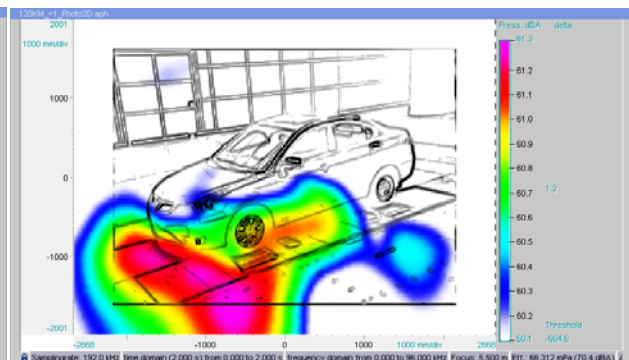 120KM_~1_Photo2D.aph
2001
Press. dBA
delta
1000 mm/div
61.3
61.2
61.1
61.0
60.9
60.8
60.7
60.6
60.5
60.4
60.3
60.2
60.1
1.2
Threshold
-664.6
1000
0
-1000
-2001
-2668
-1000
0
1000
1000 mm/div
2668
Samplingrate: 192.0 kHz
time domain (2.000 s) from 0.000 to 2.000 s
frequency domain from 0.000 to 96.000 kHz
Focus: 5.500 m
Eff.: 66.312 mPa (70.4 dBA)